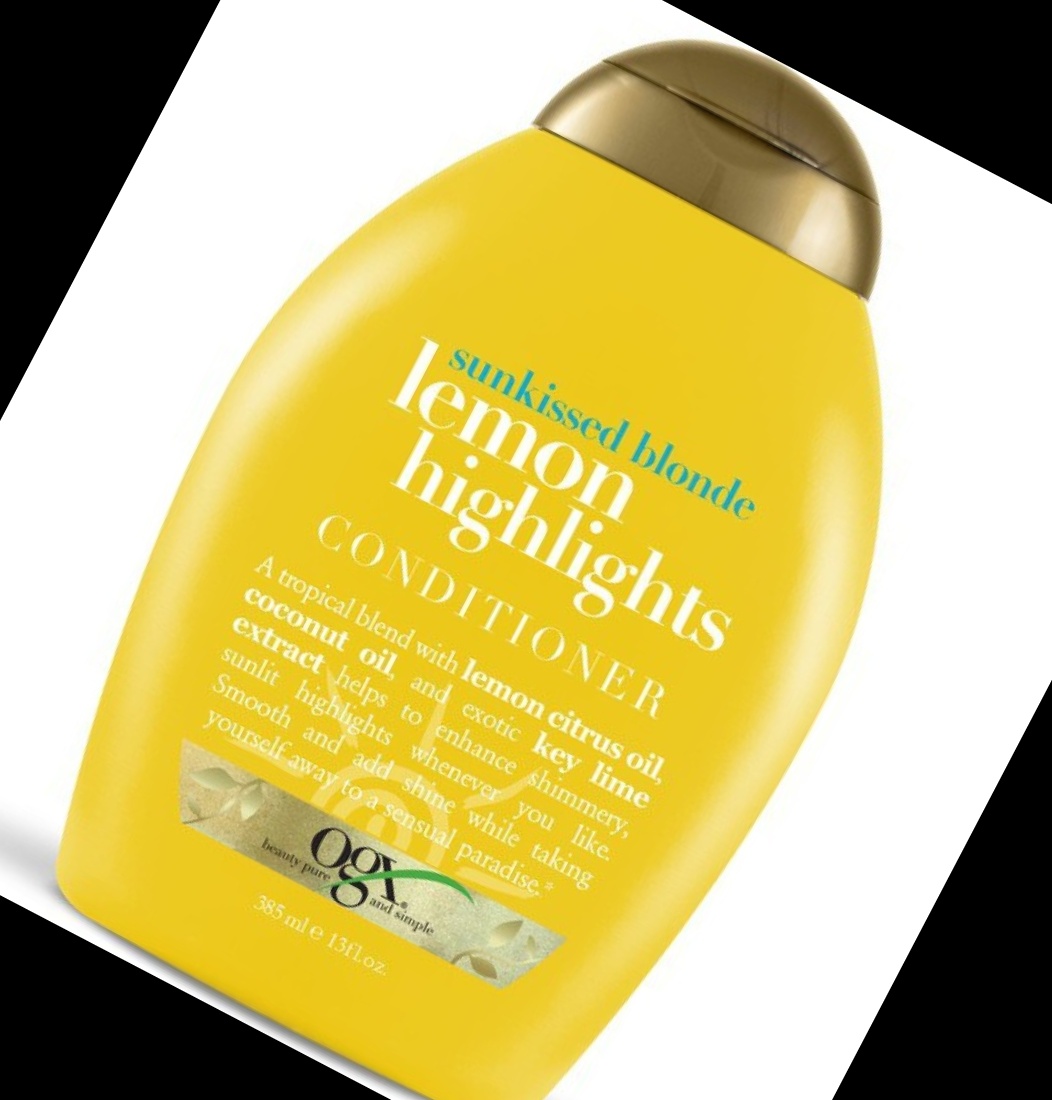 sunkissed blonde
lemon
highlights
CONDITIONER
A tropical blend with lemon citrus oil,
coconut oil, and exotic key lime
extract helps to enhance shimmery,
sunlit highlights whenever you like.
Smooth and add shine while taking
yourself away to a sensual paradise.*
ogx®
beauty pure and simple
385 ml e 13fl.oz.